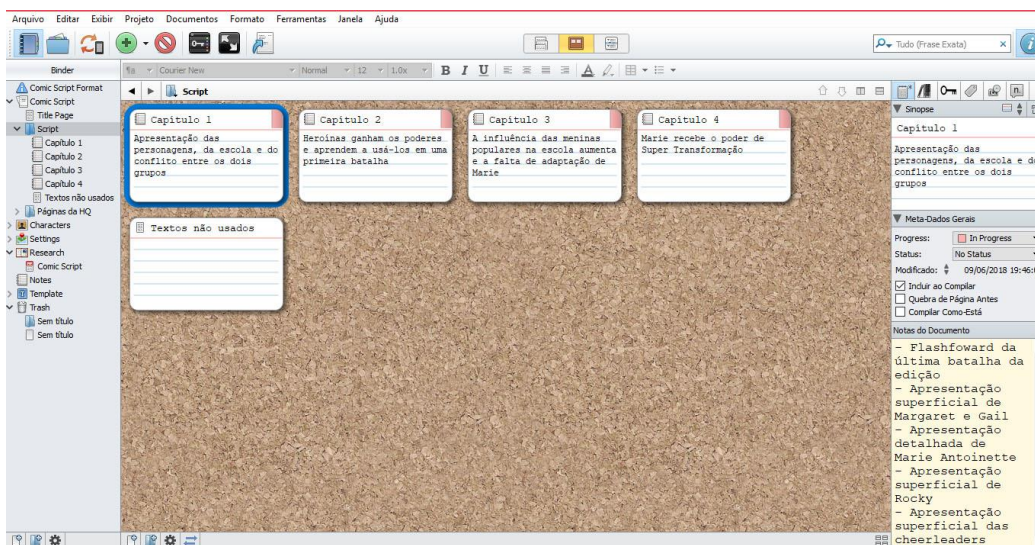 Arquivo Editar Exibir Projeto Documentos Formato Ferramentas Janela Ajuda
Tudo (Frase Exata)
Binder
Courier New Normal 12 1.0x B I U A
Comic Script Format
Comic Script
Title Page
Script
Capítulo 1
Capítulo 2
Capítulo 3
Capítulo 4
Textos não usados
Páginas da HQ
Characters
Settings
Research
Comic Script
Notes
Template
Trash
Sem título
Sem título
Script
Capítulo 1
Apresentação das
personagens, da escola e do
conflito entre os dois
grupos
Capítulo 2
Heroínas ganham os poderes
e aprendem a usá-los em uma
primeira batalha
Capítulo 3
A influência das meninas
populares na escola aumenta
e a falta de adaptação de
Marie
Capítulo 4
Marie recebe o poder de
Super Transformação
Textos não usados
Sinopse
Capítulo 1
Apresentação das
personagens, da escola e do
conflito entre os dois
grupos
Meta-Dados Gerais
Progress: In Progress
Status: No Status
Modificado: 09/06/2018 19:46:
Incluir ao Compilar
Quebra de Página Antes
Compilar Como-Está
Notas do Documento
- Flashfoward da
última batalha da
edição
- Apresentação
superficial de
Margaret e Gail
- Apresentação
detalhada de
Marie Antoinette
- Apresentação
superficial de
Rocky
- Apresentação
superficial das
cheerleaders